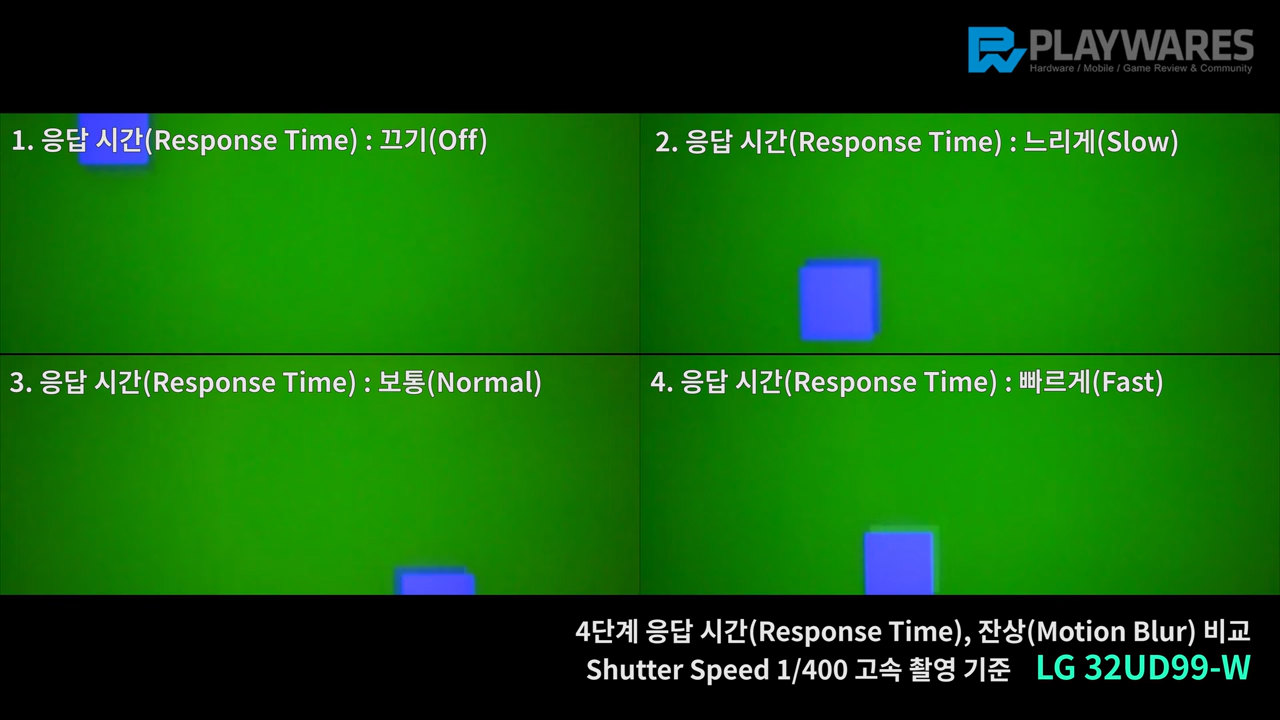 PLAYWARES
Hardware / Mobile / Game Review & Community
1. 응답 시간(Response Time) : 끄기(Off)
2. 응답 시간(Response Time) : 느리게(Slow)
3. 응답 시간(Response Time) : 보통(Normal)
4. 응답 시간(Response Time) : 빠르게(Fast)
4단계 응답 시간(Response Time), 잔상(Motion Blur) 비교
Shutter Speed 1/400 고속 촬영 기준 LG 32UD99-W